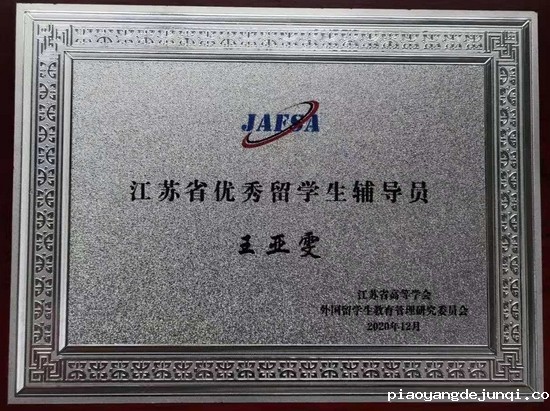 JAFSA
江苏省优秀留学生辅导员
王亚雯
江苏省高等学会
外国留学生教育管理研究委员会
2020年12月
piaoyangdejunqi.co